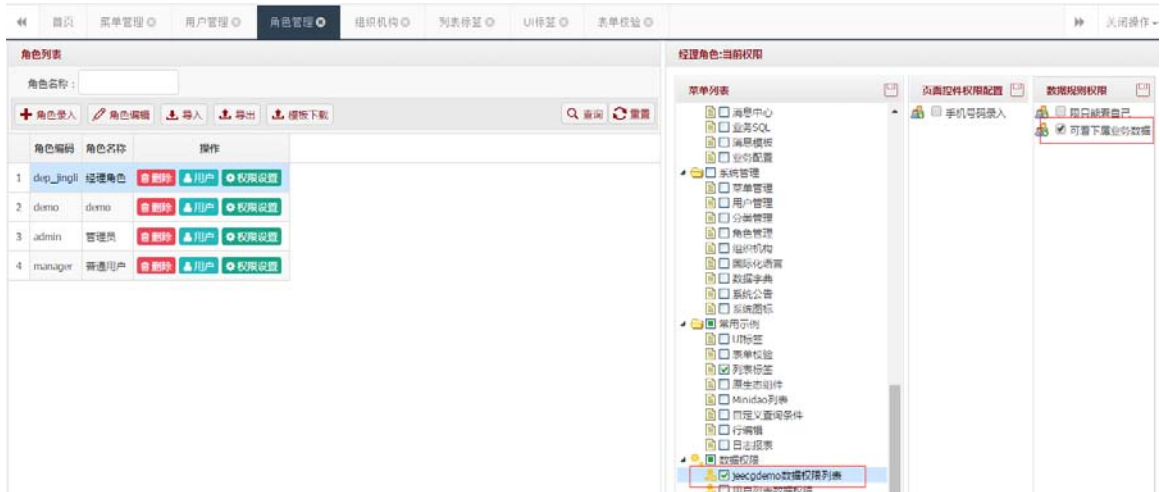 首页 菜单管理 用户管理 角色管理 组织机构 列表标签 UI标签 表单校验 关闭操作
角色列表
角色名称：
角色录入 角色编辑 导入 导出 模板下载 查询 重置
角色编码 角色名称 操作
1 dep_jingli 经理角色 删除 用户 权限设置
2 demo demo 删除 用户 权限设置
3 admin 管理员 删除 用户 权限设置
4 manager 普通用户 删除 用户 权限设置
经理角色:当前权限
菜单列表
消息中心
业务SQL
消息模板
业务配置
系统管理
菜单管理
用户管理
分类管理
角色管理
组织机构
国际化语言
数据字典
系统公告
系统图标
常用示例
UI标签
表单校验
列表标签
原生态组件
Minidao列表
自定义查询条件
行编辑
日志报表
数据权限
jeecgdemo数据权限列表
页面控件权限配置
手机号码录入
数据规则权限
限只能看自己
可看下属业务数据